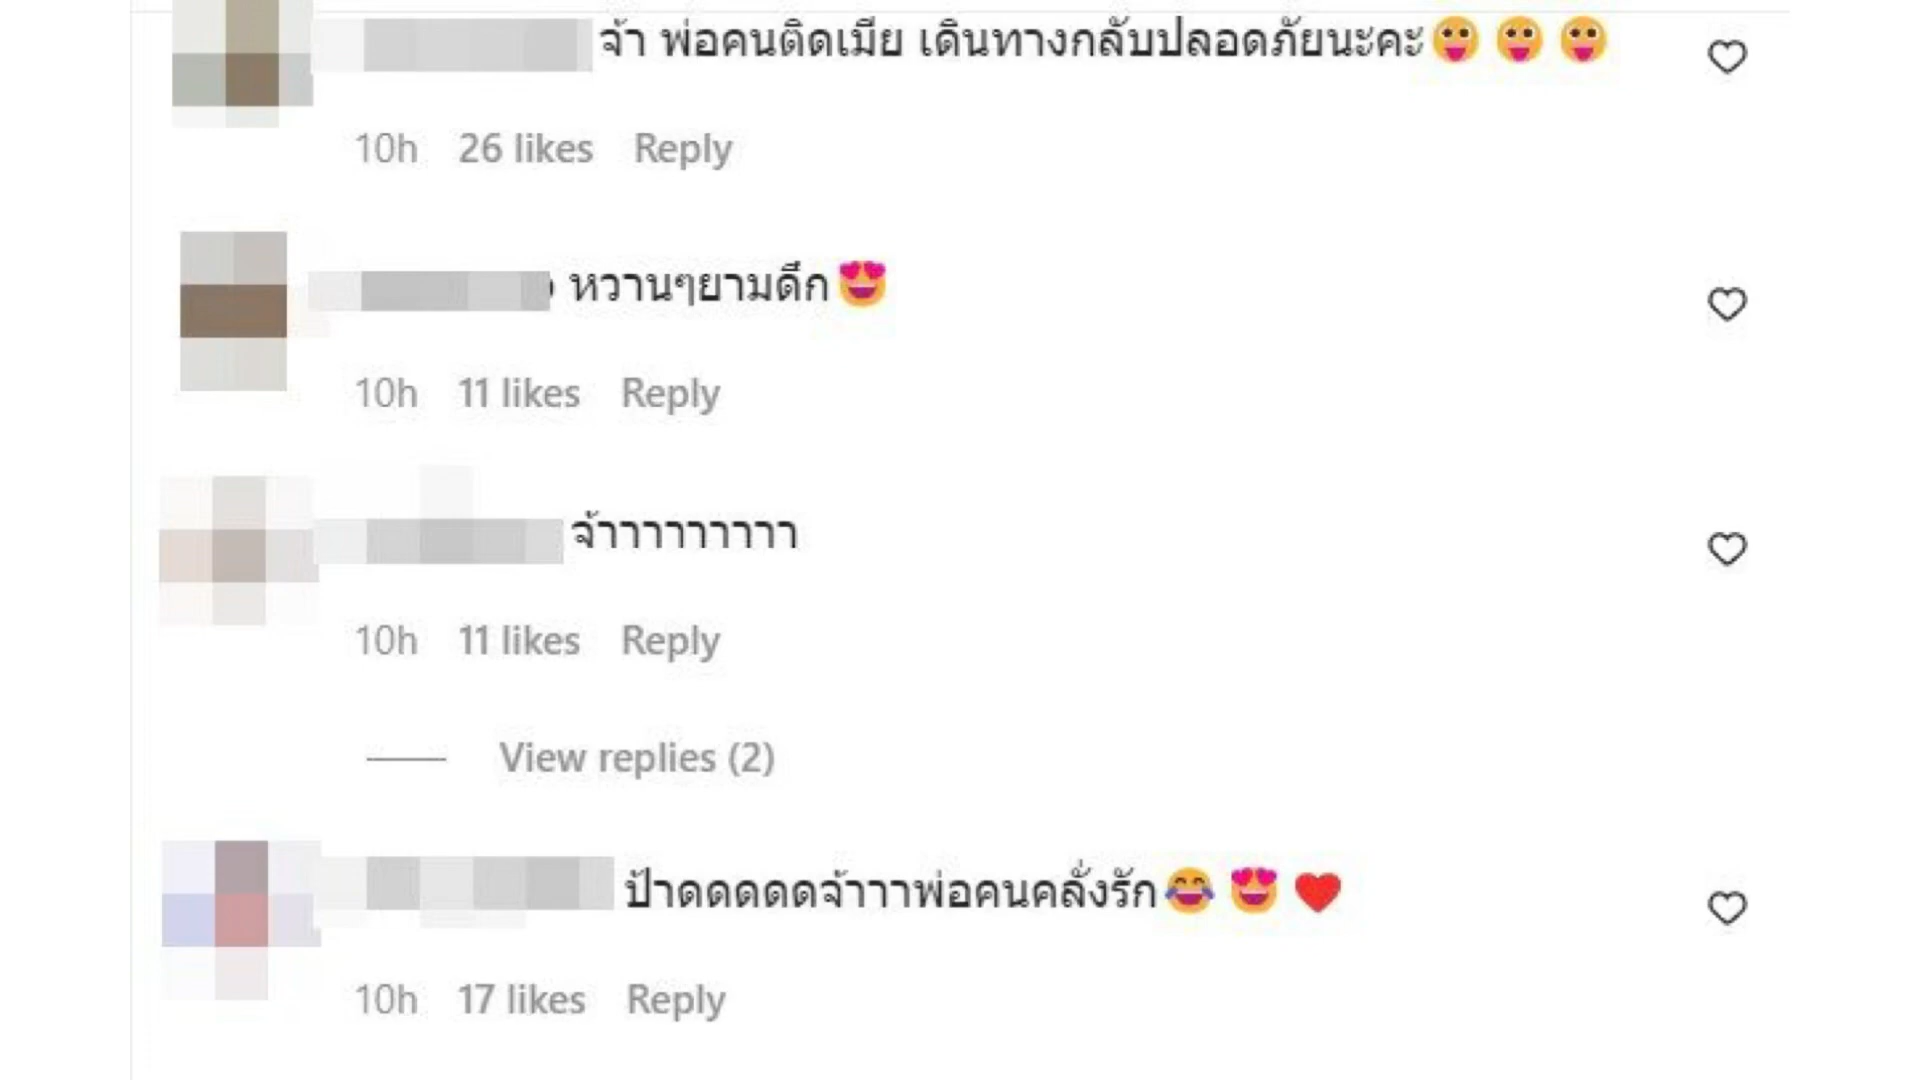 จ้า พ่อคนติดเมีย เดินทางกลับปลอดภัยนะคะ😛😛😛
10h 26 likes Reply
หวานๆยามดึก😍
10h 11 likes Reply
จ้าาาาาาาาา
10h 11 likes Reply
View replies (2)
ป้าดดดดดจ้าาาพ่อคนคลั่งรัก😂😍❤️
10h 17 likes Reply